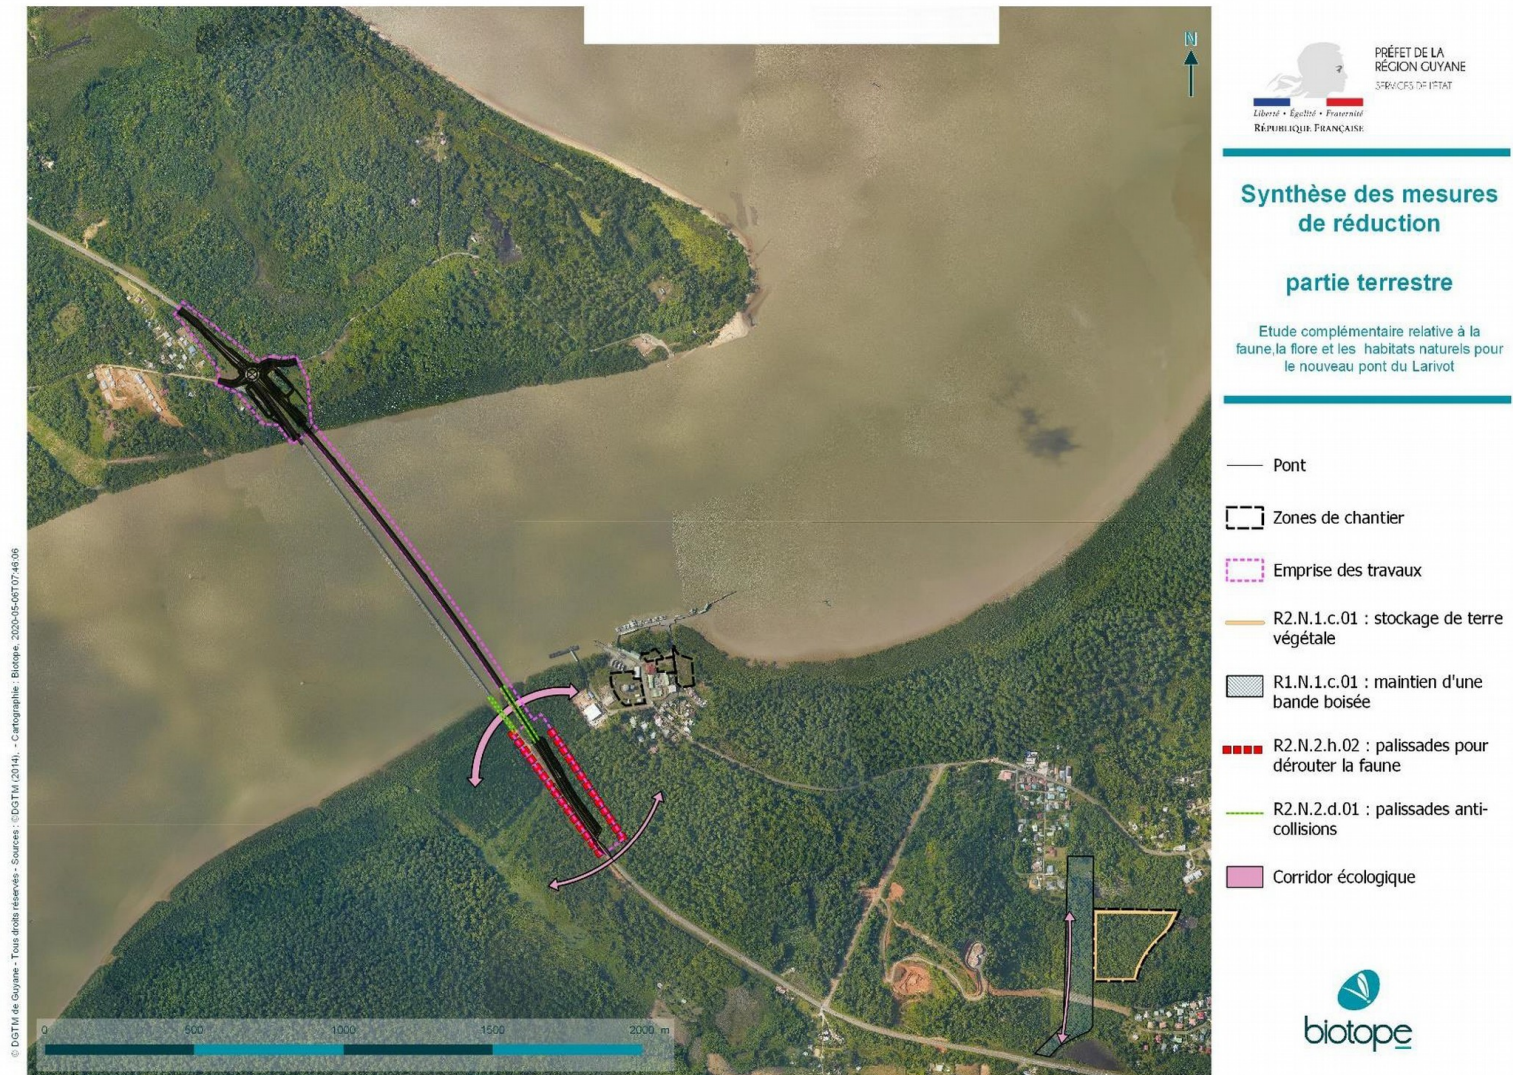 N
PRÉFET DE LA
RÉGION GUYANE
SERVICES DE l'ÉTAT
Liberté • Égalité • Fraternité
RÉPUBLIQUE FRANÇAISE
Synthèse des mesures
de réduction
partie terrestre
Etude complémentaire relative à la
faune,la flore et les habitats naturels pour
le nouveau pont du Larivot
Pont
Zones de chantier
Emprise des travaux
R2.N.1.c.01 : stockage de terre
végétale
R1.N.1.c.01 : maintien d'une
bande boisée
R2.N.2.h.02 : palissades pour
dérouter la faune
R2.N.2.d.01 : palissades anti-
collisions
Corridor écologique
biotope
0 500 1000 1500 2000 m
© DGTM de Guyane - Tous droits réservés - Sources : ©DGTM (2014), - Cartographie : Biotope, 2020-05-06T07:46:06